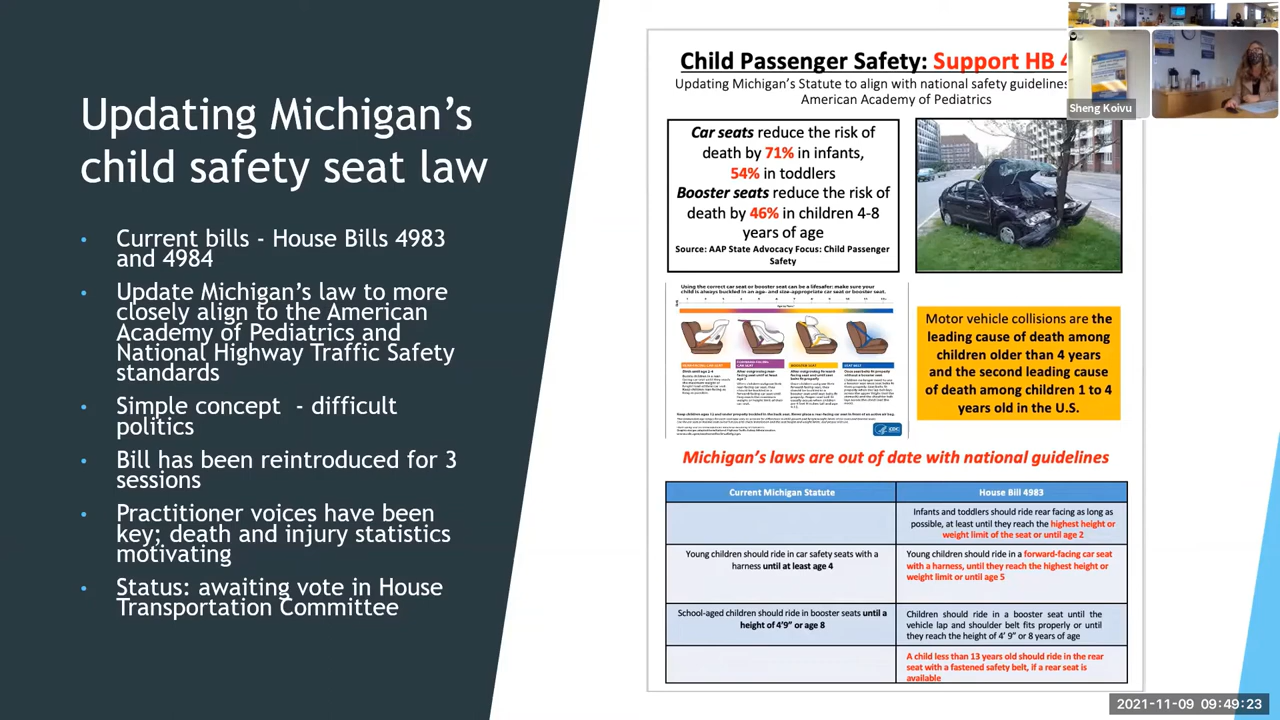 Updating Michigan's
child safety seat law
• Current bills - House Bills 4983
and 4984
• Update Michigan's law to more
closely align to the American
Academy of Pediatrics and
National Highway Traffic Safety
standards
• Simple concept - difficult
politics
• Bill has been reintroduced for 3
sessions
• Practitioner voices have been
key; death and injury statistics
motivating
• Status: awaiting vote in House
Transportation Committee
Child Passenger Safety: Support HB 4
Updating Michigan's Statute to align with national safety guidelines
American Academy of Pediatrics
Car seats reduce the risk of
death by 71% in infants,
54% in toddlers
Booster seats reduce the risk of
death by 46% in children 4-8
years of age
Source: AAP State Advocacy Focus: Child Passenger
Safety
Using the correct car seat or booster seat can be a lifesaver: make sure
your child is always buckled in an age- and size-appropriate car seat or booster seat.
CDC
Motor vehicle collisions are the
leading cause of death among
children older than 4 years
and the second leading cause
of death among children 1 to 4
years old in the U.S.
Michigan's laws are out of date with national guidelines
Current Michigan Statute
House Bill 4983
Infants and toddlers should ride rear facing as long as
possible, at least until they reach the highest height or
weight limit of the seat or until age 2
Young children should ride in car safety seats with a
harness until at least age 4
Young children should ride in a forward-facing car seat
with a harness, until they reach the highest height or
weight limit or until age 5
School-aged children should ride in booster seats until a
height of 4'9" or age 8
Children should ride in a booster seat until the
vehicle lap and shoulder belt fits properly or until
they reach the height of 4' 9" or 8 years of age
A child less than 13 years old should ride in the rear
seat with a fastened safety belt, if a rear seat is
available
Sheng Koivu
2021-11-09 09:49:23